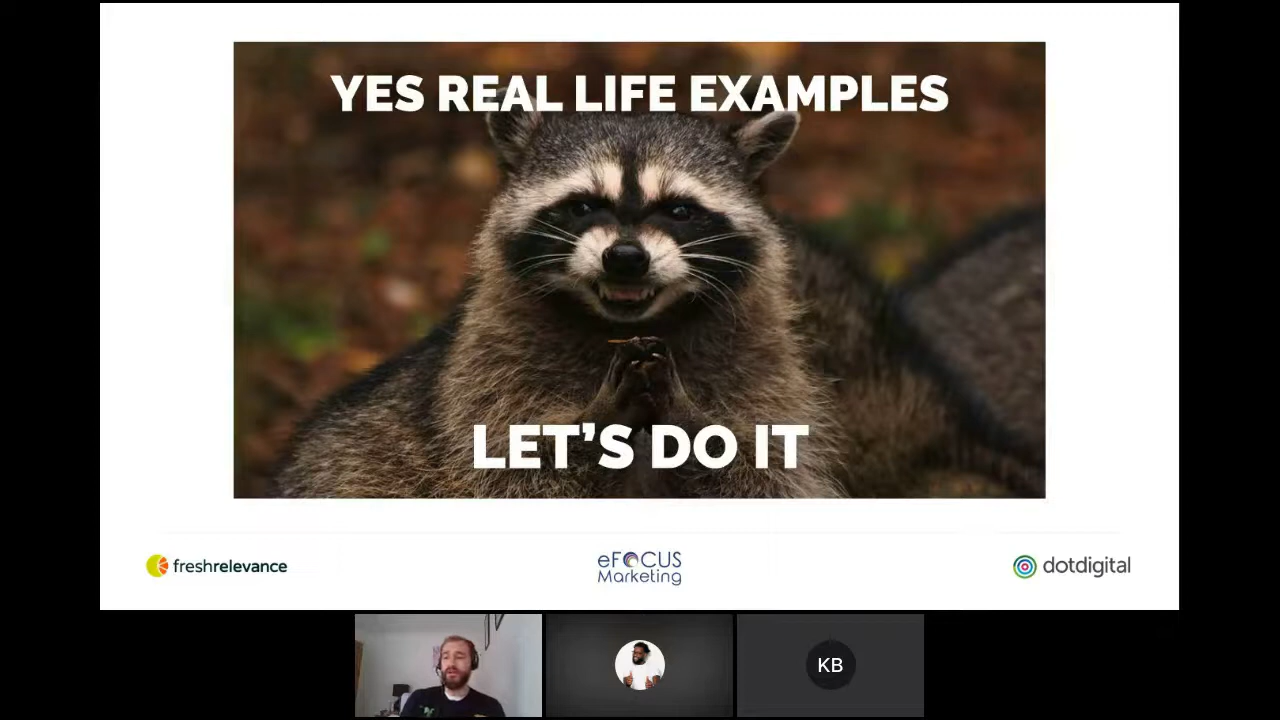 YES REAL LIFE EXAMPLES
LET'S DO IT
freshrelevance
eFOCUS
Marketing
dotdigital
KB